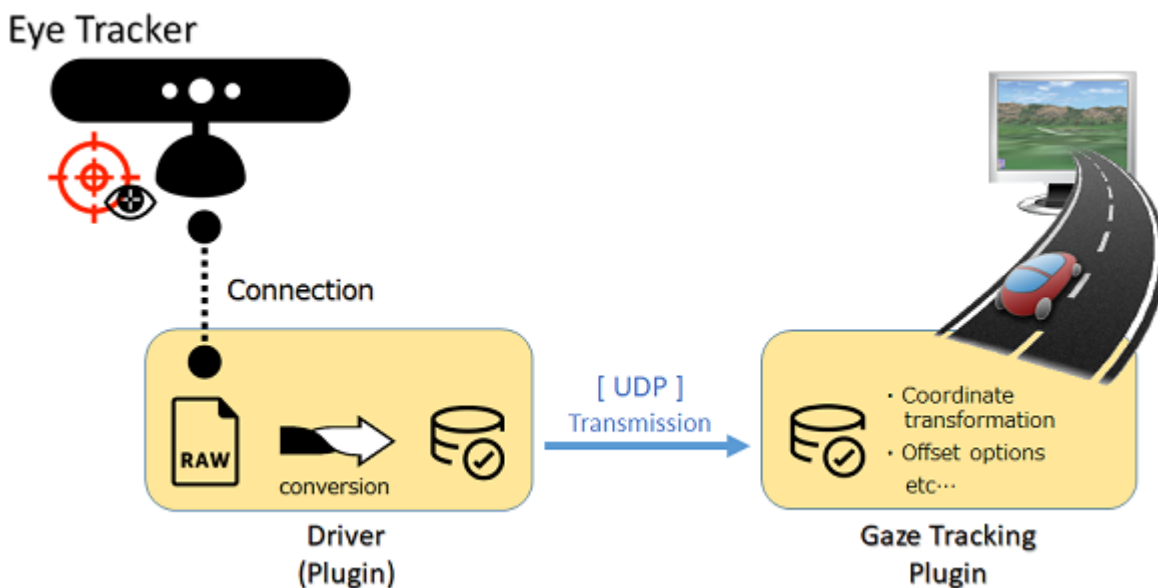 Eye Tracker
Connection
RAW
conversion
Driver
(Plugin)
[ UDP ]
Transmission
・Coordinate
transformation
・Offset options
etc…
Gaze Tracking
Plugin